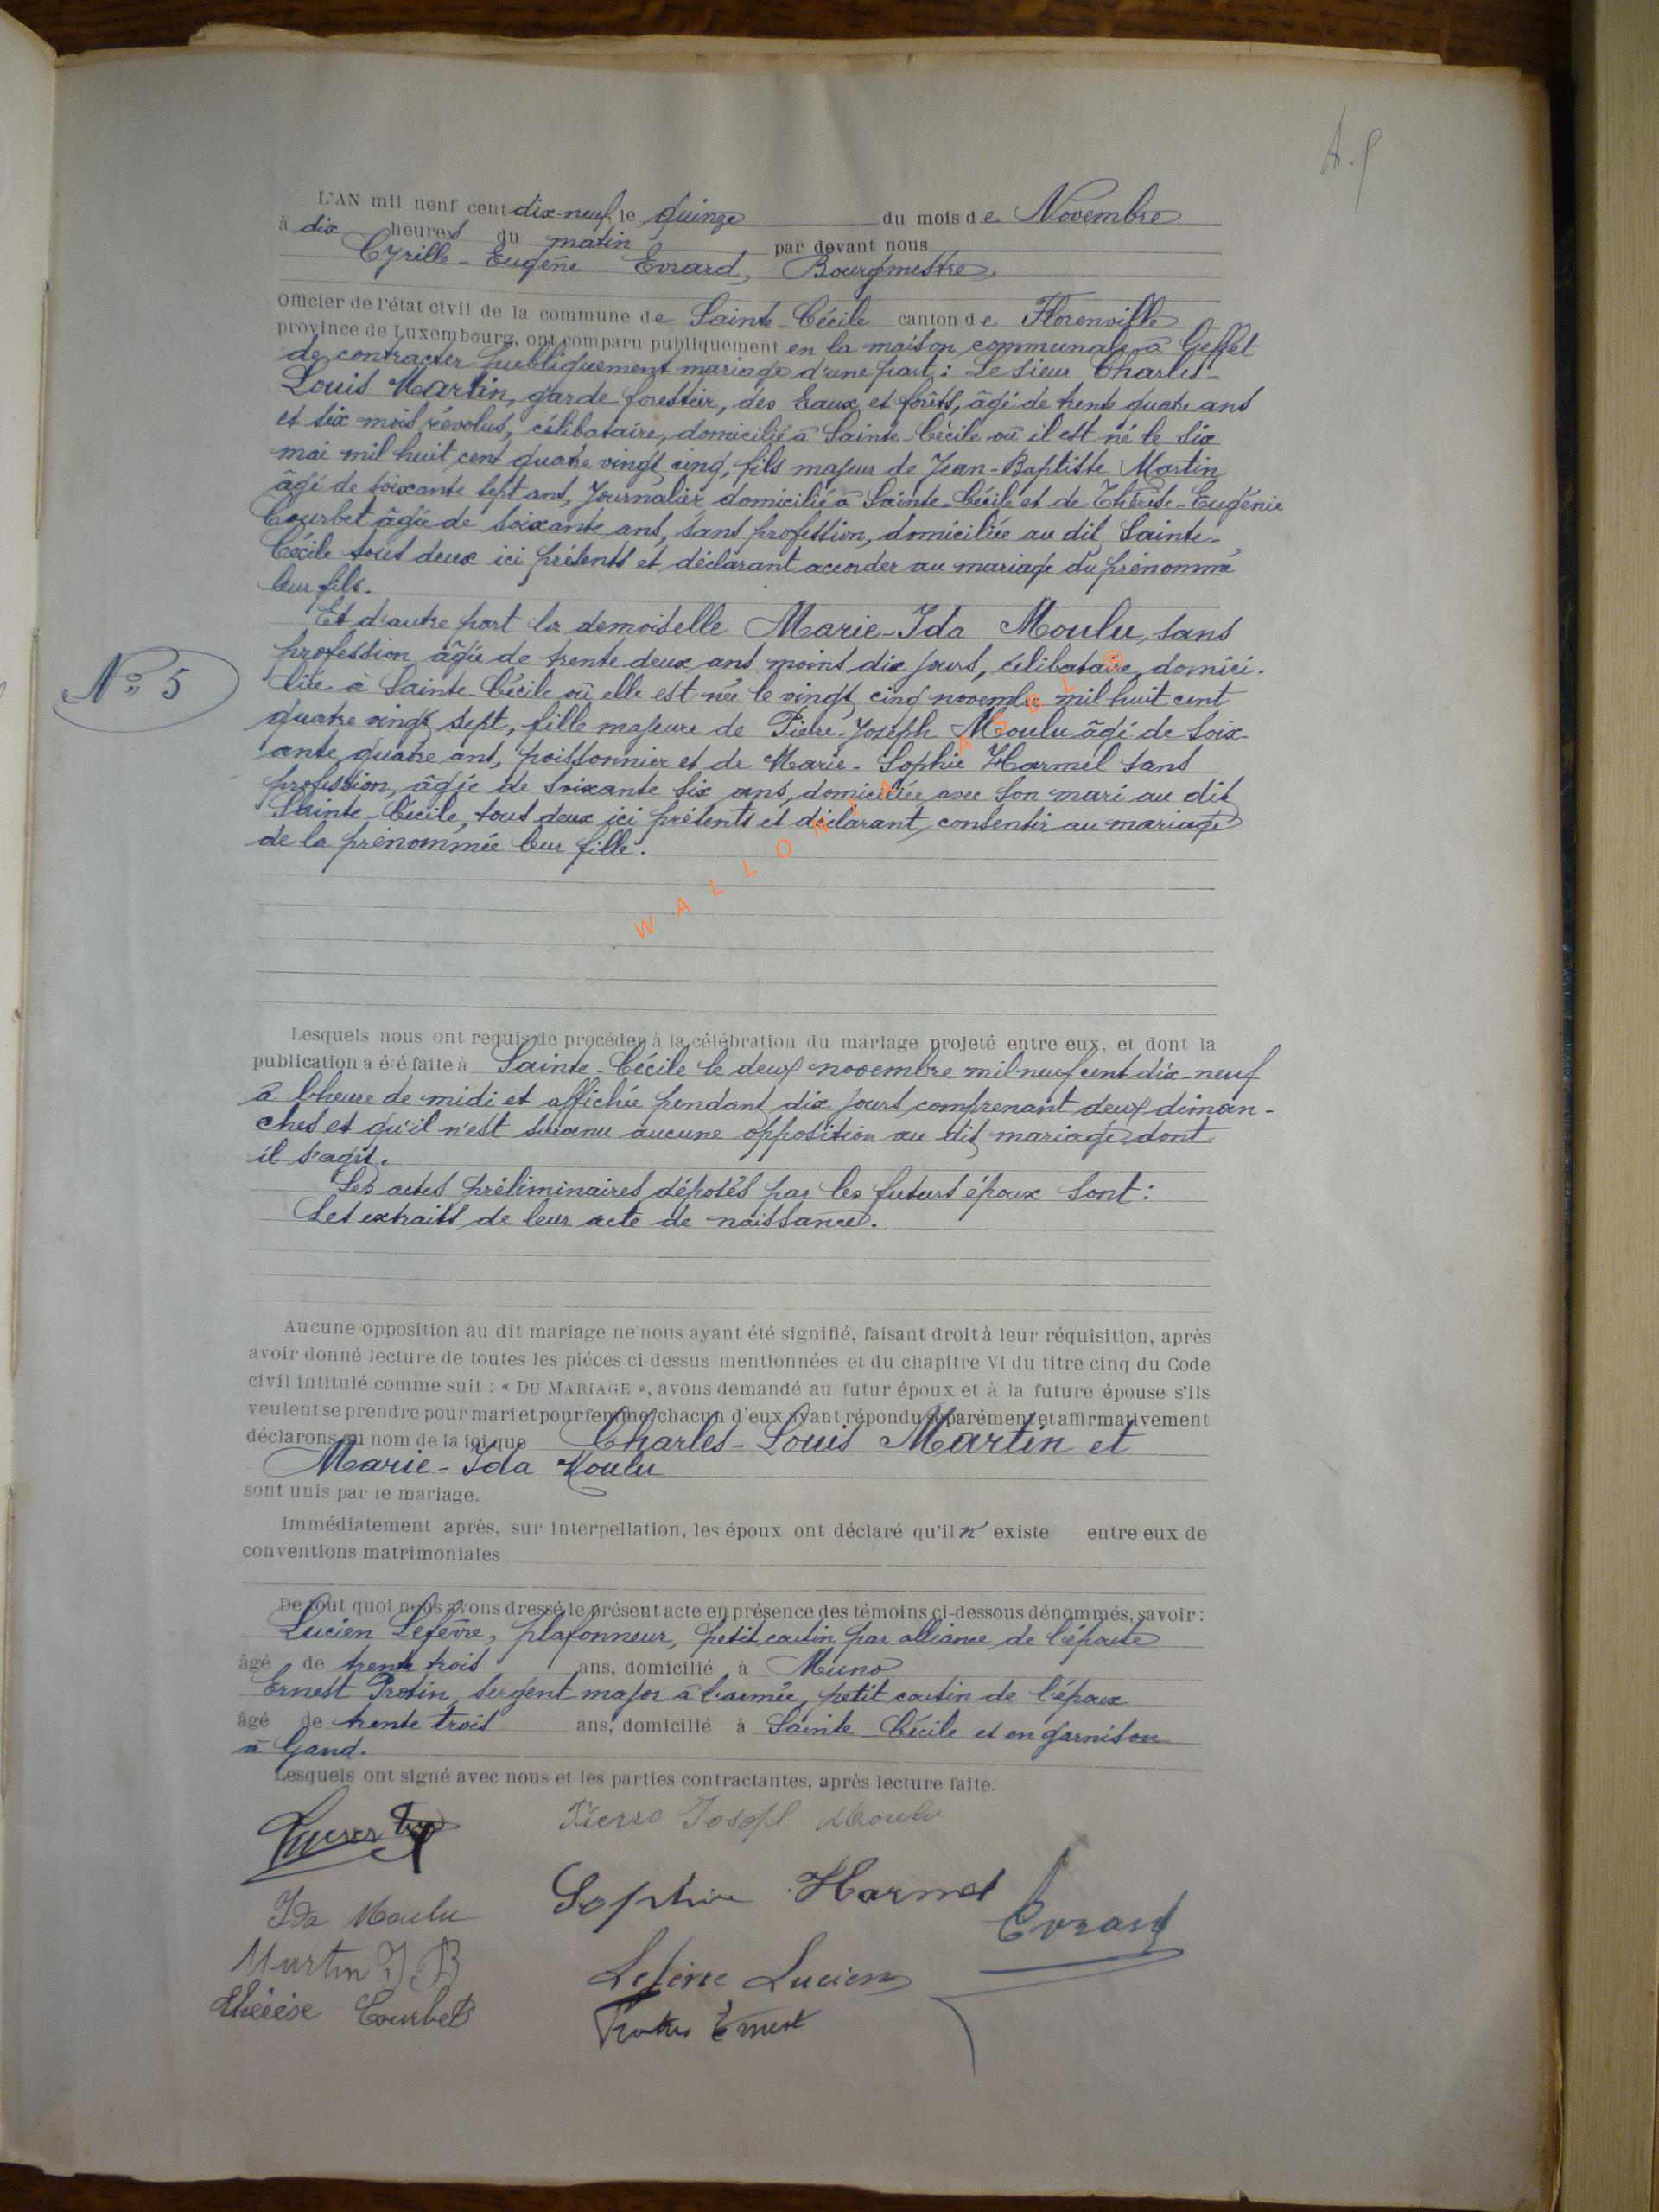 L'AN mil neuf cent dix-neuf, le quinze du mois de Novembre
à dix heures du matin par devant nous
Cyrille-Eugène Evrard, Bourgmestre,
Officier de l'état civil de la commune de Sainte-Cécile canton de Florenville
province de Luxembourg, ont comparu publiquement en la maison communale à l'effet
de contracter publiquement mariage d'une part : Le sieur Charles-
Louis Martin, garde forestier, des Eaux et forêts, âgé de trente quatre ans
et six mois révolus, célibataire, domicilié à Sainte-Cécile où il est né le six
mai mil huit cent quatre vingt cinq, fils majeur de Jean-Baptiste Martin
âgé de soixante sept ans, Journalier domicilié à Sainte-Cécile et de Thérèse-Eugénie
Courbet âgée de soixante ans, sans profession, domiciliée au dit Sainte-
Cécile tous deux ici présents et déclarant accorder au mariage du prénommé
leur fils.
Et d'autre part la demoiselle Marie-Ida Moulu, sans
profession âgée de trente deux ans moins dix jours, célibataire, domici-
N° 5
liée à Sainte-Cécile où elle est née le vingt cinq novembre mil huit cent
quatre vingt sept, fille majeure de Pierre-Joseph Moulu âgé de soix-
ante quatre ans, poissonnier et de Marie-Sophie Harmel sans
profession, âgée de soixante six ans, domiciliée avec son mari au dit
Sainte-Cécile, tous deux ici présents et déclarant consentir au mariage
de la prénommée leur fille.
WALLONIA ASBL ©
Lesquels nous ont requis de procéder à la célébration du mariage projeté entre eux, et dont la
publication a été faite à Sainte-Cécile le deux novembre mil neuf cent dix-neuf
à l'heure de midi et affichée pendant dix jours comprenant deux diman-
ches et qu'il n'est survenu aucune opposition au dit mariage dont
il s'agit.
Les actes préliminaires déposés par les futurs époux sont :
Les extraits de leur acte de naissance.
Aucune opposition au dit mariage ne nous ayant été signifié, faisant droit à leur réquisition, après
avoir donné lecture de toutes les piéces ci-dessus mentionnées et du chapitre VI du titre cinq du Code
civil intitulé comme suit : « DU MARIAGE », avons demandé au futur époux et à la future épouse s'ils
veulent se prendre pour mari et pour femme, chacun d'eux ayant répondu séparément et affirmativement
déclarons au nom de la loi que Charles-Louis Martin et
Marie-Ida Moulu
sont unis par le mariage.
Immédiatement aprés, sur interpellation, les époux ont déclaré qu'il n'existe entre eux de
conventions matrimoniales
De tout quoi nous avons dressé le présent acte en présence des témoins ci-dessous dénommés, savoir :
Lucien Lefèvre, plafonneur, petit cousin par alliance de l'épouse
âgé de trente trois ans, domicilié à Muno
Ernest Protin, sergent major à l'armée, petit cousin de l'époux
âgé de trente trois ans, domicilié à Sainte Cécile et en garnison
à Gand.
Lesquels ont signé avec nous et les parties contractantes, après lecture faite.
Pierre Joseph Moulu
Sophie Harmel
Ida Moulu
Evrard
Martin J B
Lefèvre Lucien
Thérèse Courbet
Ernest